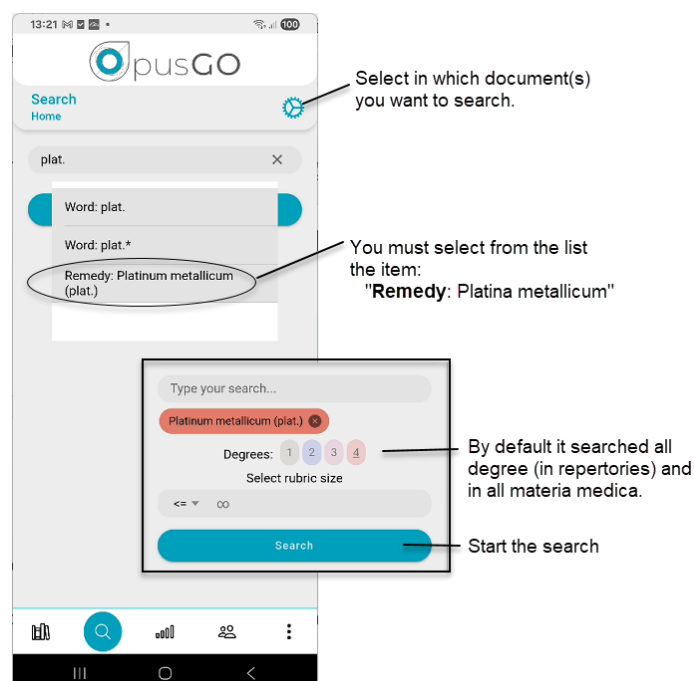 13:21
100
OpusGO
Search
Home
Select in which document(s)
you want to search.
plat.
Word: plat.
Word: plat.*
Remedy: Platinum metallicum
(plat.)
You must select from the list
the item:
"Remedy: Platina metallicum"
Type your search...
Platinum metallicum (plat.)
Degrees: 1 2 3 4
Select rubric size
<= ∞
Search
By default it searched all
degree (in repertories) and
in all materia medica.
Start the search